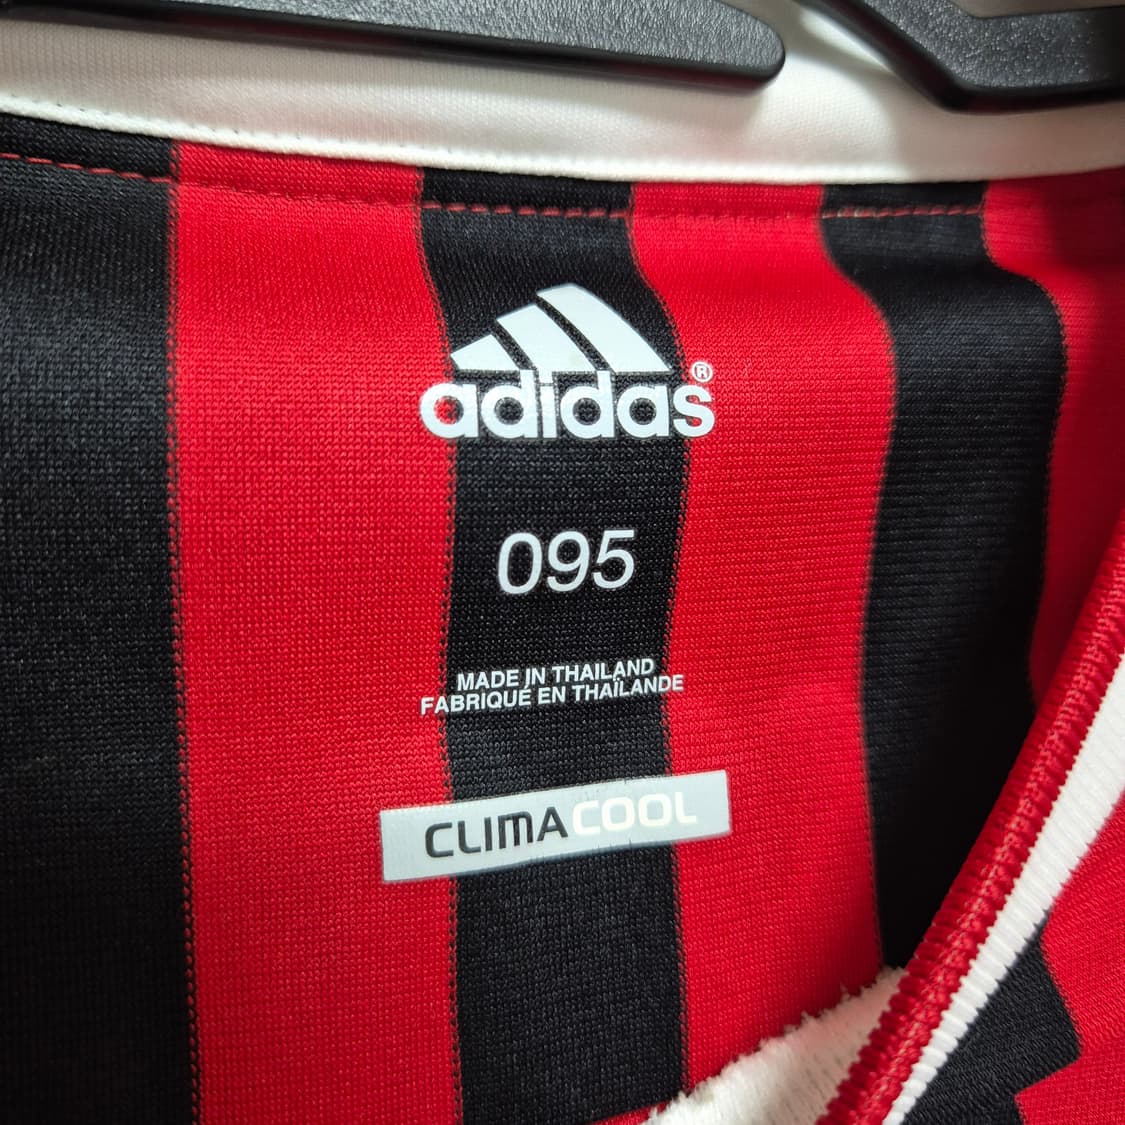 adidas®
095
MADE IN THAILAND
FABRIQUÉ EN THAÏLANDE
CLIMACOOL